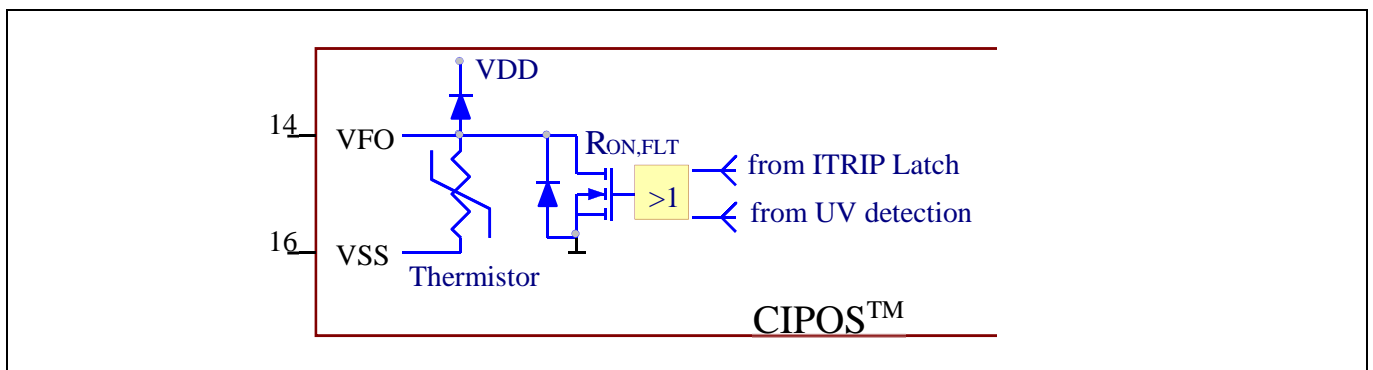 VDD
14
VFO
RON,FLT
from ITRIP Latch
>1
from UV detection
16
VSS
Thermistor
CIPOS™